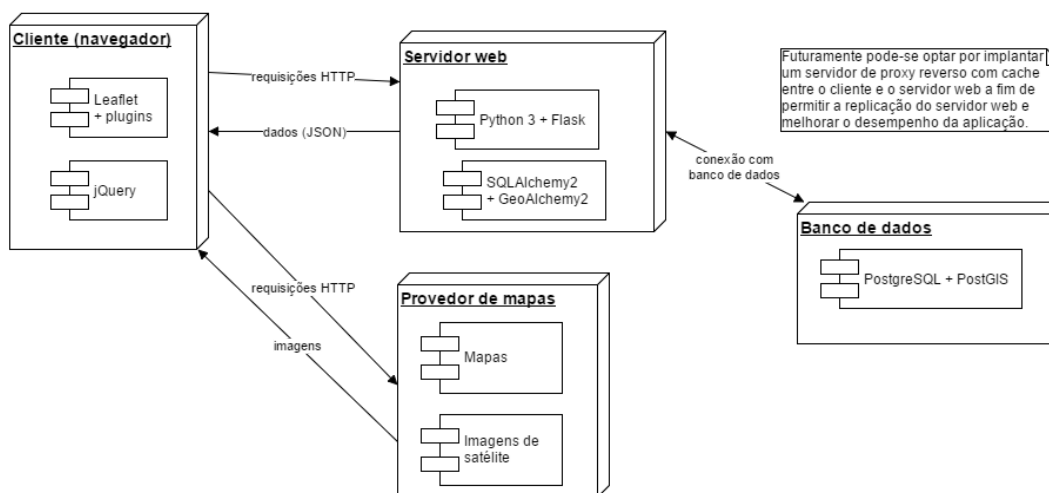 Cliente (navegador)
Leaflet
+ plugins
jQuery
requisições HTTP
dados (JSON)
Servidor web
Python 3 + Flask
SQLAlchemy2
+ GeoAlchemy2
Futuramente pode-se optar por implantar
um servidor de proxy reverso com cache
entre o cliente e o servidor web a fim de
permitir a replicação do servidor web e
melhorar o desempenho da aplicação.
conexão com
banco de dados
Banco de dados
PostgreSQL + PostGIS
requisições HTTP
imagens
Provedor de mapas
Mapas
Imagens de
satélite